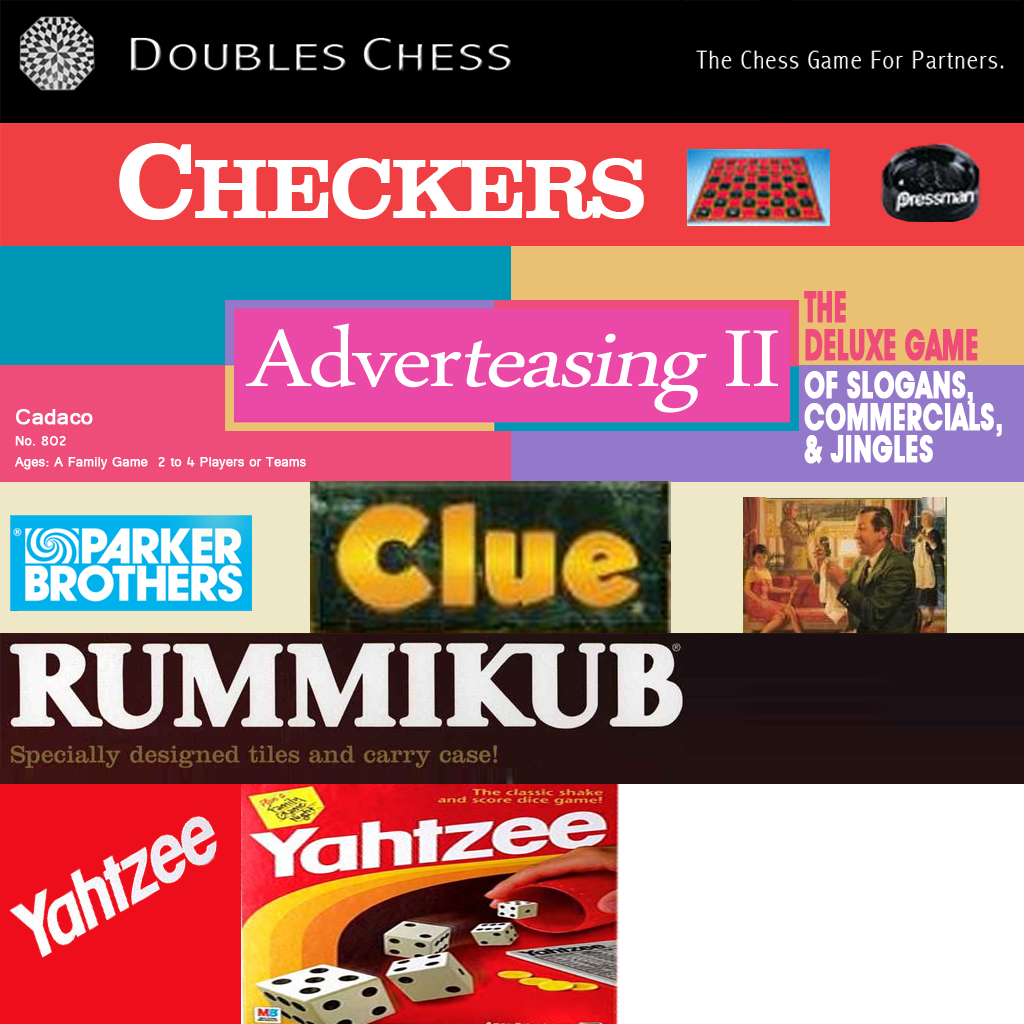 DOUBLES CHESS
The Chess Game For Partners.
CHECKERS
pressman
Adverteasing II
THE
DELUXE GAME
OF SLOGANS,
COMMERCIALS,
& JINGLES
Cadaco
No. 802
Ages: A Family Game 2 to 4 Players or Teams
® PARKER
BROTHERS
Clue
RUMMIKUB®
Specially designed tiles and carry case!
Yahtzee
Plus a
Family
Game
Night
The classic shake
and score dice game!
Yahtzee
Yahtzee
MB